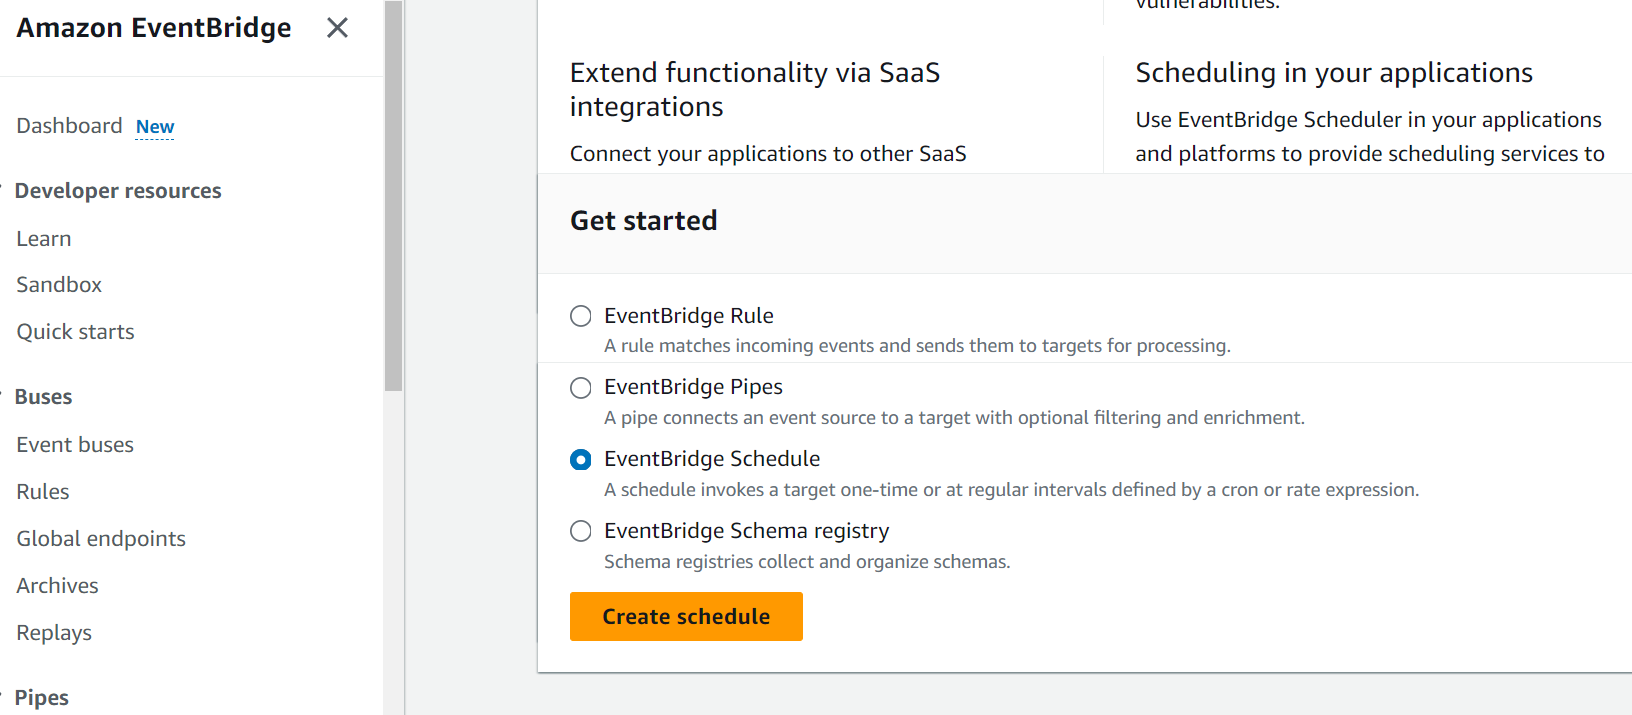 Amazon EventBridge
Dashboard New
Developer resources
Learn
Sandbox
Quick starts
Buses
Event buses
Rules
Global endpoints
Archives
Replays
Pipes
vulnerabilities.
Extend functionality via SaaS
integrations
Connect your applications to other SaaS
Scheduling in your applications
Use EventBridge Scheduler in your applications
and platforms to provide scheduling services to
Get started
EventBridge Rule
A rule matches incoming events and sends them to targets for processing.
EventBridge Pipes
A pipe connects an event source to a target with optional filtering and enrichment.
EventBridge Schedule
A schedule invokes a target one-time or at regular intervals defined by a cron or rate expression.
EventBridge Schema registry
Schema registries collect and organize schemas.
Create schedule